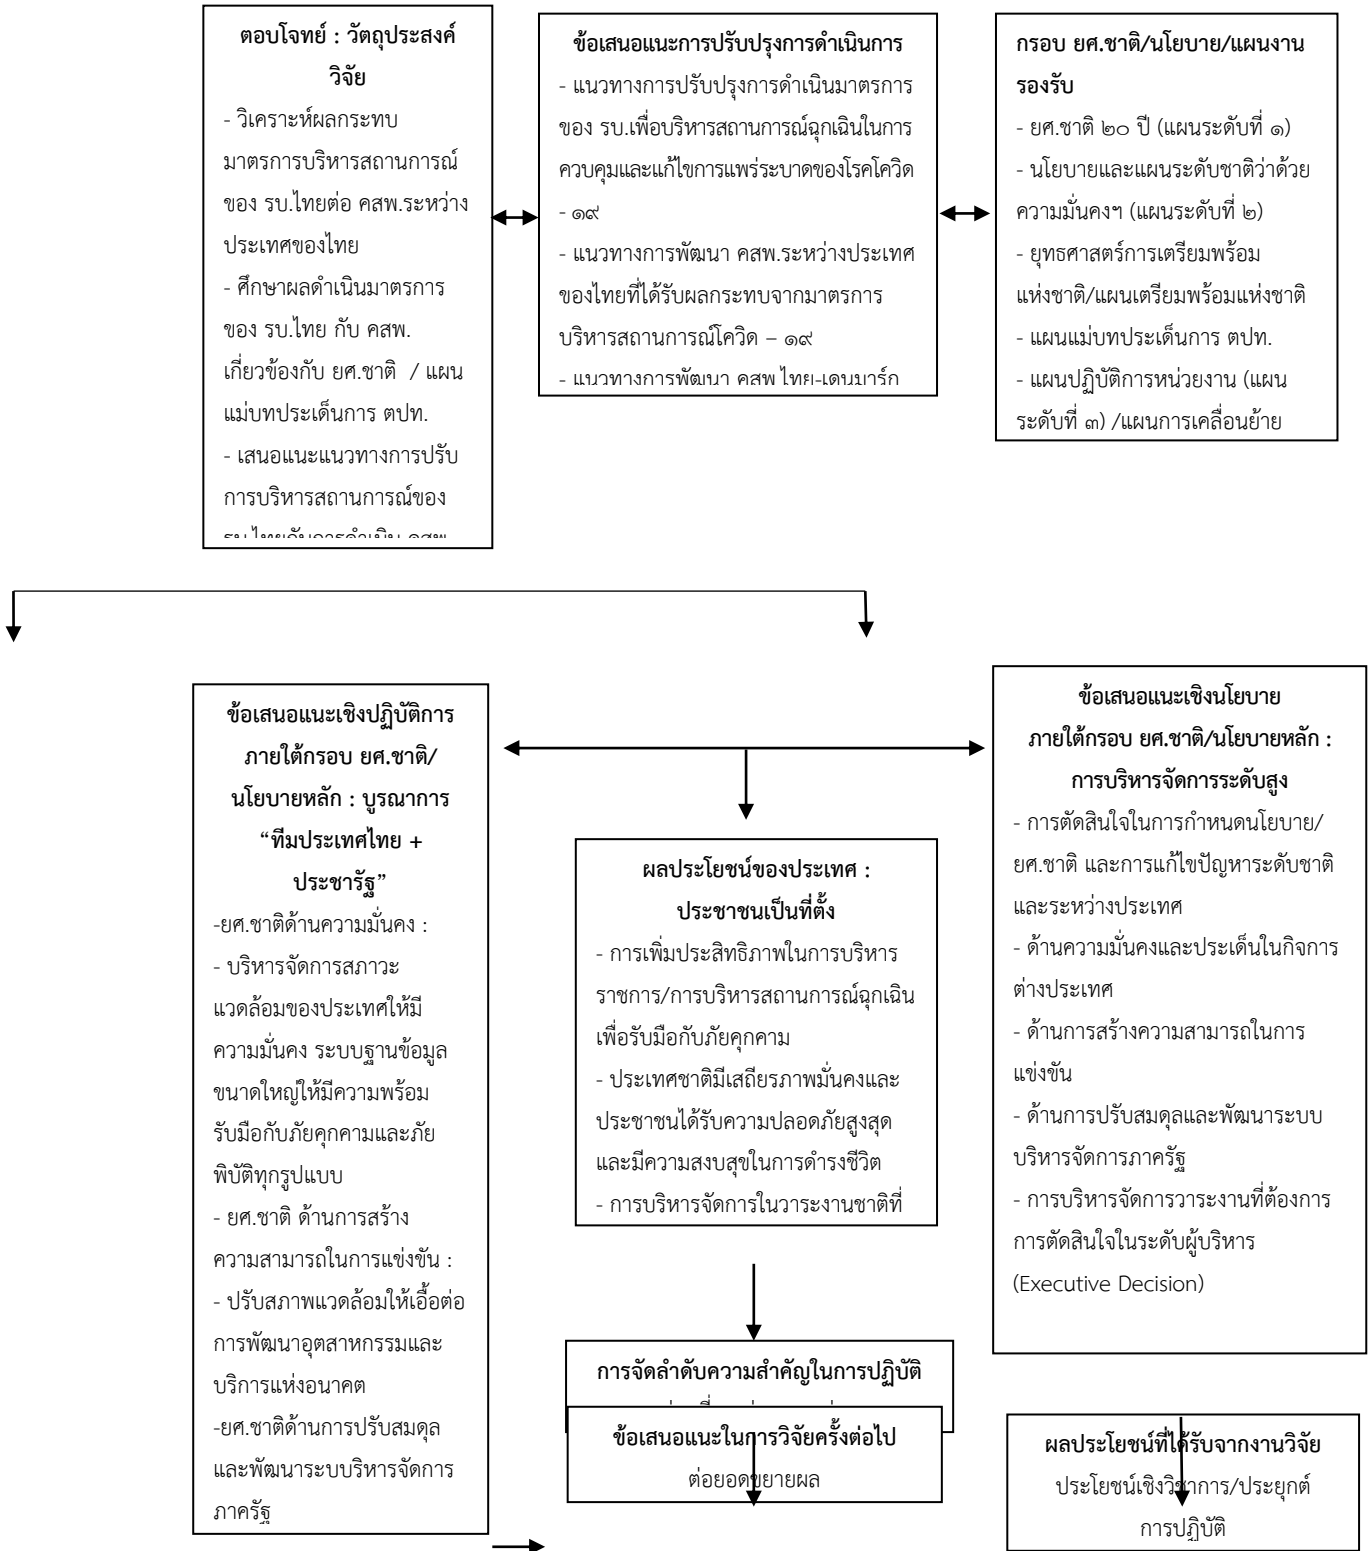 ตอบโจทย์ : วัตถุประสงค์
วิจัย
- วิเคราะห์ผลกระทบ
มาตรการบริหารสถานการณ์
ของ รบ.ไทยต่อ คสพ.ระหว่าง
ประเทศของไทย
- ศึกษาผลดำเนินมาตรการ
ของ รบ.ไทย กับ คสพ.
เกี่ยวข้องกับ ยศ.ชาติ / แผน
แม่บทประเด็นการ ตปท.
- เสนอแนะแนวทางการปรับ
การบริหารสถานการณ์ของ
รบ.ไทยกับการดำเนิน คสพ.
ข้อเสนอแนะการปรับปรุงการดำเนินการ
- แนวทางการปรับปรุงการดำเนินมาตรการ
ของ รบ.เพื่อบริหารสถานการณ์ฉุกเฉินในการ
ควบคุมและแก้ไขการแพร่ระบาดของโรคโควิด
- ๑๙
- แนวทางการพัฒนา คสพ.ระหว่างประเทศ
ของไทยที่ได้รับผลกระทบจากมาตรการ
บริหารสถานการณ์โควิด – ๑๙
- แนวทางการพัฒนา คสพ.ไทย-เดนมาร์ก
กรอบ ยศ.ชาติ/นโยบาย/แผนงาน
รองรับ
- ยศ.ชาติ ๒๐ ปี (แผนระดับที่ ๑)
- นโยบายและแผนระดับชาติว่าด้วย
ความมั่นคงฯ (แผนระดับที่ ๒)
- ยุทธศาสตร์การเตรียมพร้อม
แห่งชาติ/แผนเตรียมพร้อมแห่งชาติ
- แผนแม่บทประเด็นการ ตปท.
- แผนปฏิบัติการหน่วยงาน (แผน
ระดับที่ ๓) /แผนการเคลื่อนย้าย
ข้อเสนอแนะเชิงปฏิบัติการ
ภายใต้กรอบ ยศ.ชาติ/
นโยบายหลัก : บูรณาการ
“ทีมประเทศไทย +
ประชารัฐ”
-ยศ.ชาติด้านความมั่นคง :
- บริหารจัดการสภาวะ
แวดล้อมของประเทศให้มี
ความมั่นคง ระบบฐานข้อมูล
ขนาดใหญ่ให้มีความพร้อม
รับมือกับภัยคุกคามและภัย
พิบัติทุกรูปแบบ
- ยศ.ชาติ ด้านการสร้าง
ความสามารถในการแข่งขัน :
- ปรับสภาพแวดล้อมให้เอื้อต่อ
การพัฒนาอุตสาหกรรมและ
บริการแห่งอนาคต
-ยศ.ชาติด้านการปรับสมดุล
และพัฒนาระบบบริหารจัดการ
ภาครัฐ
ผลประโยชน์ของประเทศ :
ประชาชนเป็นที่ตั้ง
- การเพิ่มประสิทธิภาพในการบริหาร
ราชการ/การบริหารสถานการณ์ฉุกเฉิน
เพื่อรับมือกับภัยคุกคาม
- ประเทศชาติมีเสถียรภาพมั่นคงและ
ประชาชนได้รับความปลอดภัยสูงสุด
และมีความสงบสุขในการดำรงชีวิต
- การบริหารจัดการในวาระงานชาติที่
ข้อเสนอแนะเชิงนโยบาย
ภายใต้กรอบ ยศ.ชาติ/นโยบายหลัก :
การบริหารจัดการระดับสูง
- การตัดสินใจในการกำหนดนโยบาย/
ยศ.ชาติ และการแก้ไขปัญหาระดับชาติ
และระหว่างประเทศ
- ด้านความมั่นคงและประเด็นในกิจการ
ต่างประเทศ
- ด้านการสร้างความสามารถในการ
แข่งขัน
- ด้านการปรับสมดุลและพัฒนาระบบ
บริหารจัดการภาครัฐ
- การบริหารจัดการวาระงานที่ต้องการ
การตัดสินใจในระดับผู้บริหาร
(Executive Decision)
การจัดลำดับความสำคัญในการปฏิบัติ
ข้อเสนอแนะในการวิจัยครั้งต่อไป
ต่อยอดขยายผล
ผลประโยชน์ที่ได้รับจากงานวิจัย
ประโยชน์เชิงวิชาการ/ประยุกต์
การปฏิบัติ